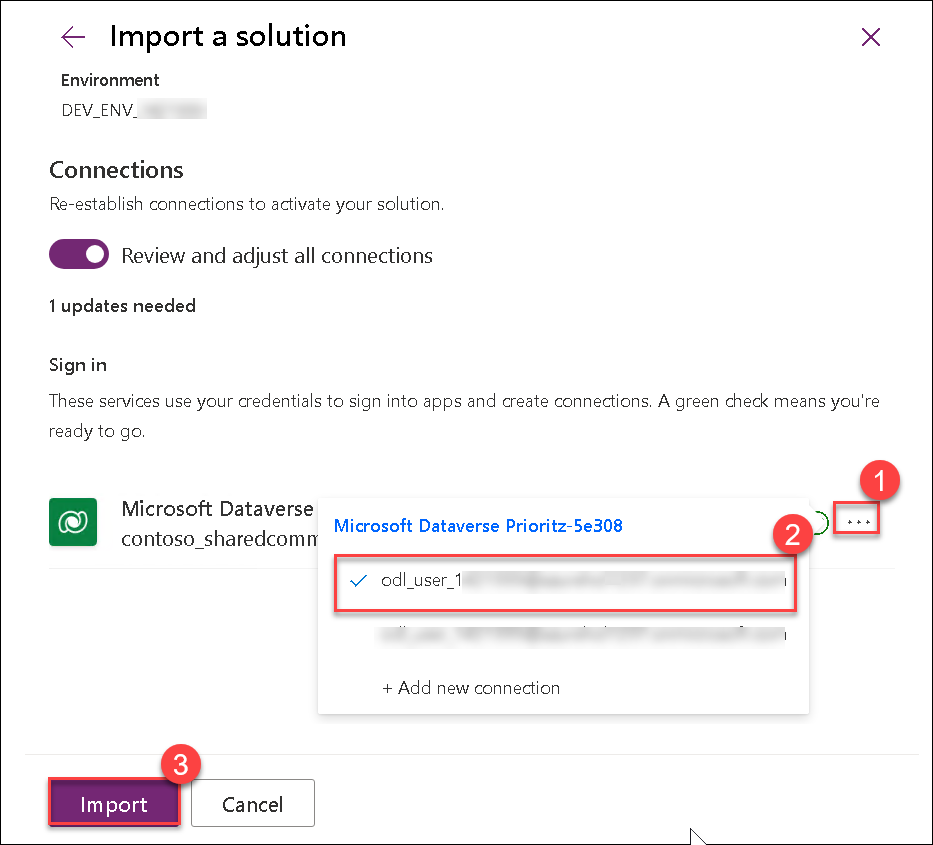 Import a solution
Environment
DEV_ENV_
Connections
Re-establish connections to activate your solution.
Review and adjust all connections
1 updates needed
Sign in
These services use your credentials to sign into apps and create connections. A green check means you're
ready to go.
1
Microsoft Dataverse
contoso_sharedcomm
...
Microsoft Dataverse Prioritz-5e308
2
odl_user_1
+ Add new connection
3
Import
Cancel